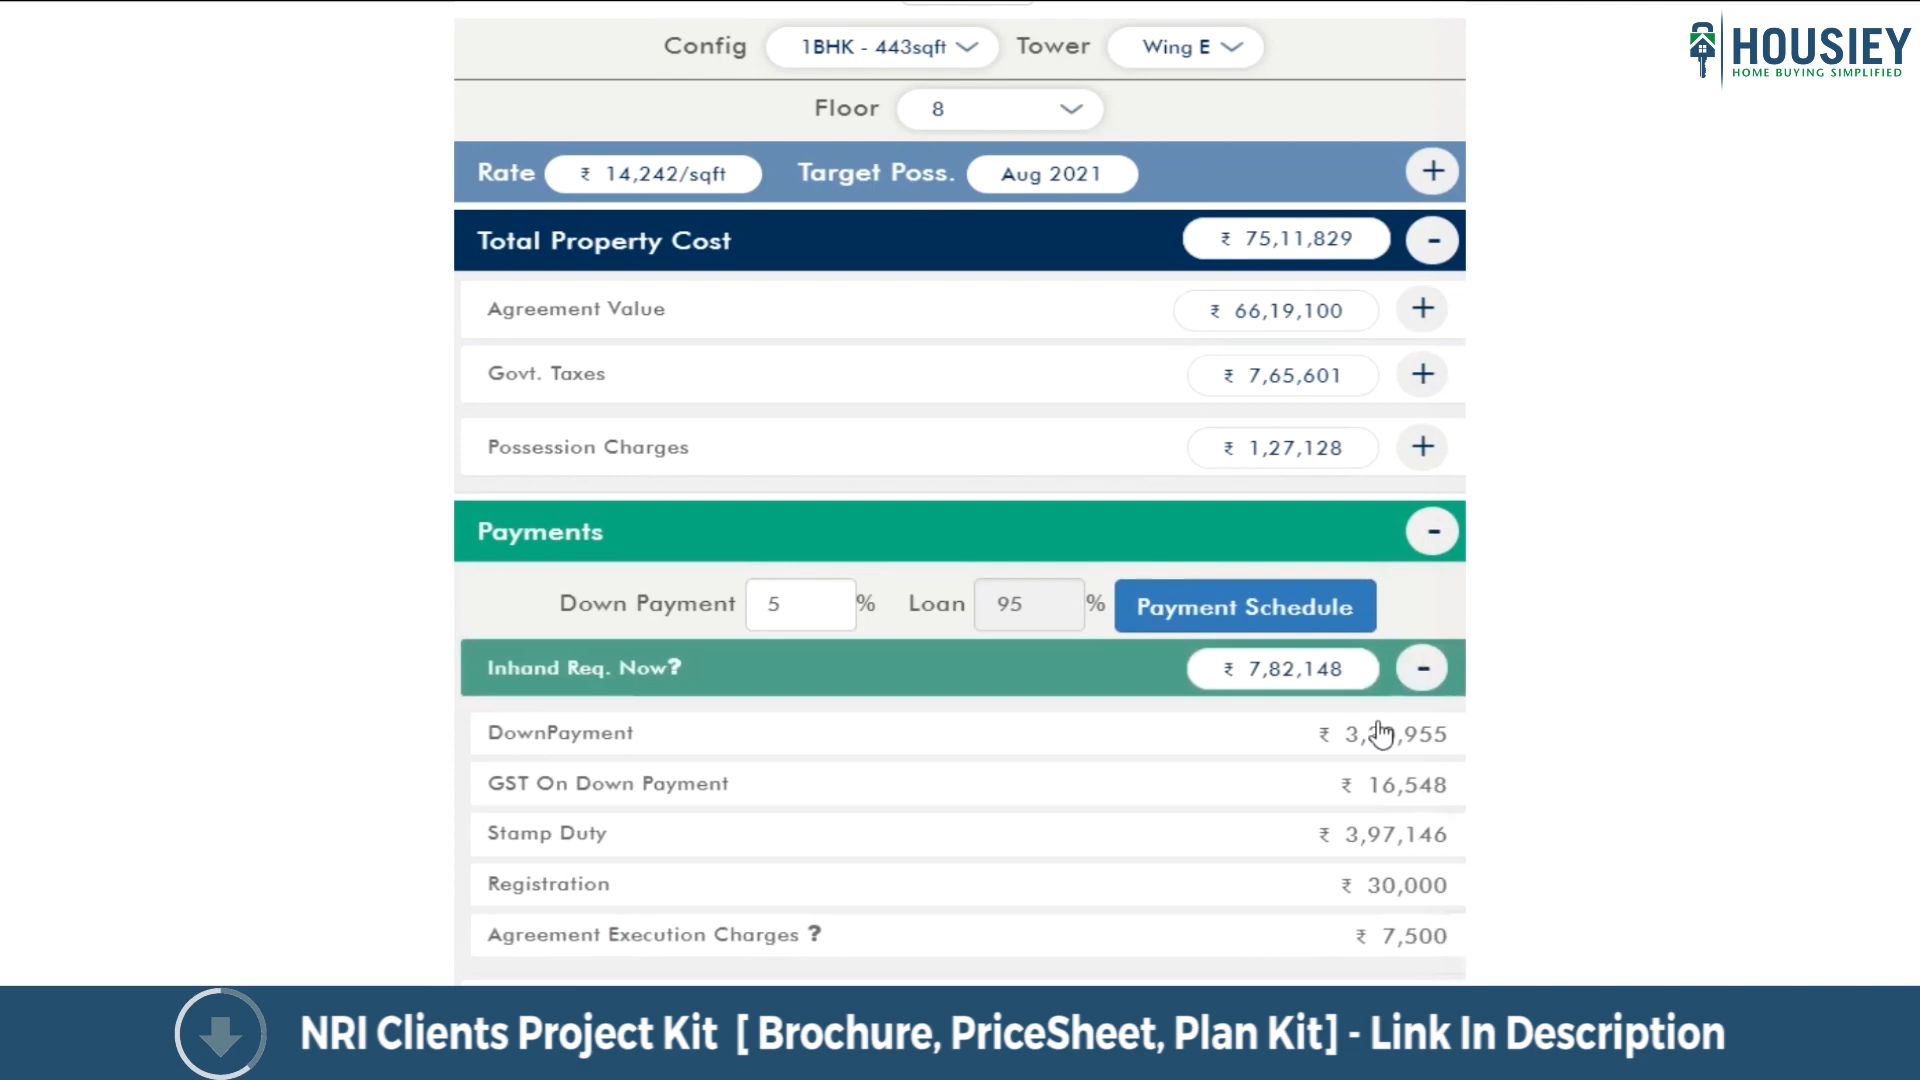 HOUSIEY
HOME BUYING SIMPLIFIED
Config 1BHK - 443sqft Tower Wing E
Floor 8
Rate ₹ 14,242/sqft Target Poss. Aug 2021 +
Total Property Cost ₹ 75,11,829 -
Agreement Value ₹ 66,19,100 +
Govt. Taxes ₹ 7,65,601 +
Possession Charges ₹ 1,27,128 +
Payments -
Down Payment 5 % Loan 95 % Payment Schedule
Inhand Req. Now? ₹ 7,82,148 -
DownPayment ₹
GST On Down Payment ₹ 16,548
Stamp Duty ₹ 3,97,146
Registration ₹ 30,000
Agreement Execution Charges ? ₹ 7,500
NRI Clients Project Kit [ Brochure, PriceSheet, Plan Kit] - Link In Description